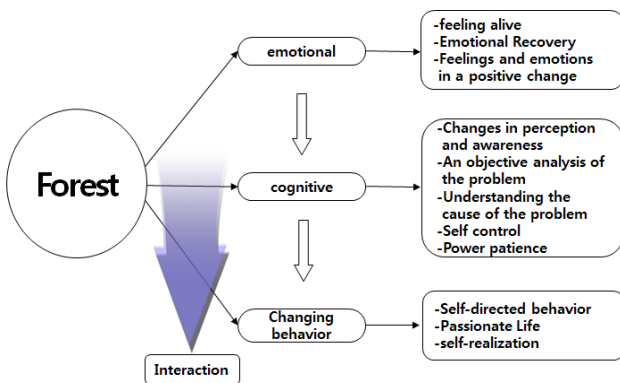 Forest
emotional
-feeling alive
-Emotional Recovery
-Feelings and emotions
in a positive change
cognitive
-Changes in perception
and awareness
-An objective analysis of
the problem
-Understanding the
cause of the problem
-Self control
-Power patience
Changing
behavior
-Self-directed behavior
-Passionate Life
-self-realization
Interaction